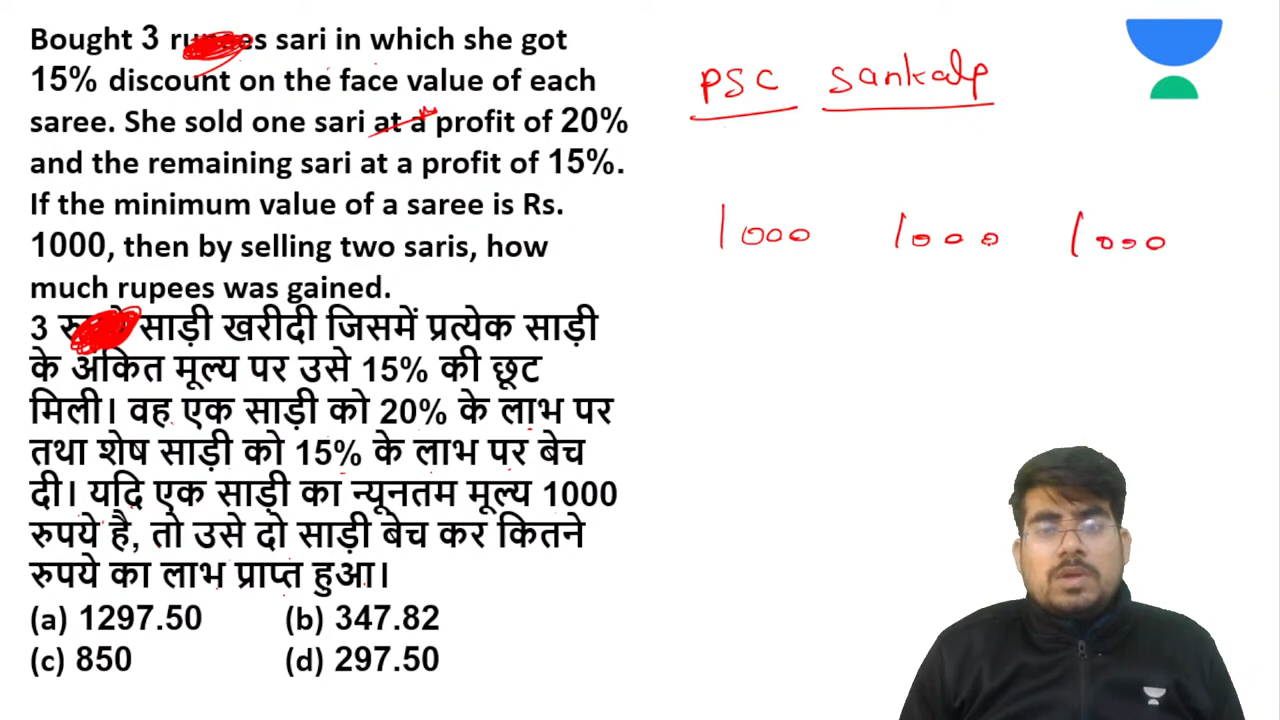 Bought 3 sari in which she got
15% discount on the face value of each
saree. She sold one sari at a profit of 20%
and the remaining sari at a profit of 15%.
If the minimum value of a saree is Rs.
1000, then by selling two saris, how
much rupees was gained.
3 साड़ी खरीदी जिसमें प्रत्येक साड़ी
के अंकित मूल्य पर उसे 15% की छूट
मिली। वह एक साड़ी को 20% के लाभ पर
तथा शेष साड़ी को 15% के लाभ पर बेच
दी। यदि एक साड़ी का न्यूनतम मूल्य 1000
रुपये है, तो उसे दो साड़ी बेच कर कितने
रुपये का लाभ प्राप्त हुआ।
(a) 1297.50 (b) 347.82
(c) 850 (d) 297.50
PSC Sankalp
1000 1000 1000